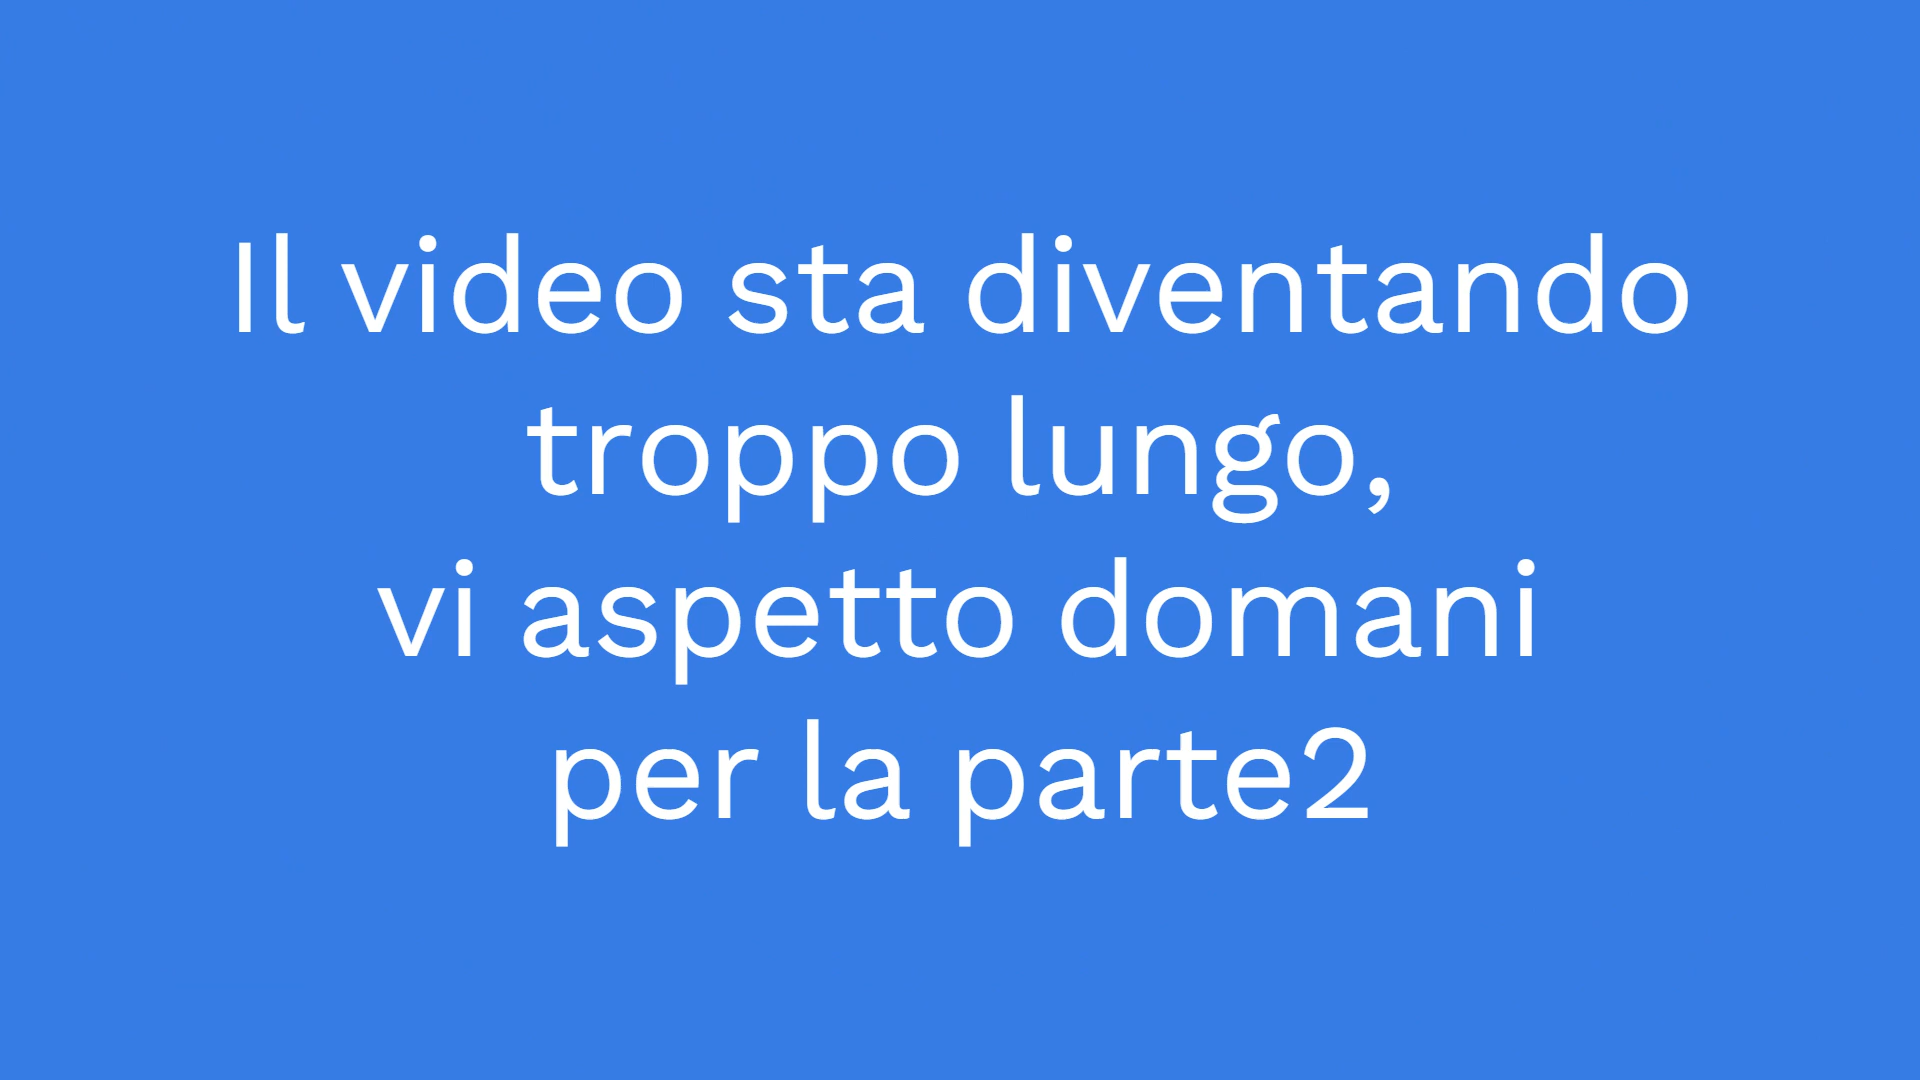 Il video sta diventando
troppo lungo,
vi aspetto domani
per la parte2